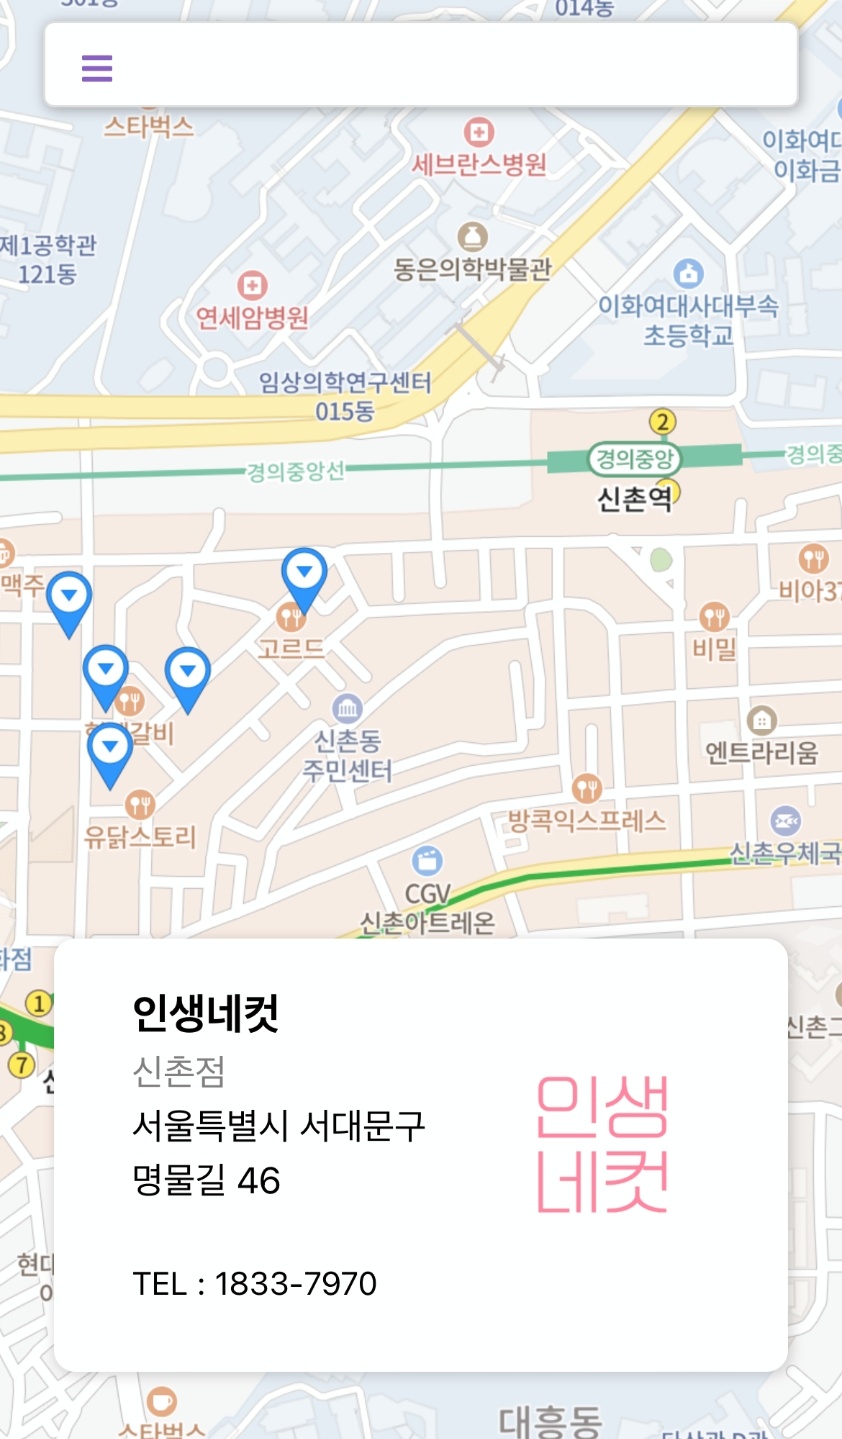 014동
스타벅스
세브란스병원
이화여대
이화금
제1공학관
121동
동은의학박물관
연세암병원
이화여대사대부속
초등학교
임상의학연구센터
015동
2
경의중앙선
경의중앙
경의중
신촌역
맥주
비아37
고르드
비밀
갈비
신촌동
주민센터
엔트라리움
방콕익스프레스
유닭스토리
신촌우체국
CGV
신촌아트레온
화점
1
8
7
신촌그
인생네컷
신촌점
서울특별시 서대문구
명물길 46
TEL : 1833-7970
인생
네컷
현대
스타벅스
대흥동